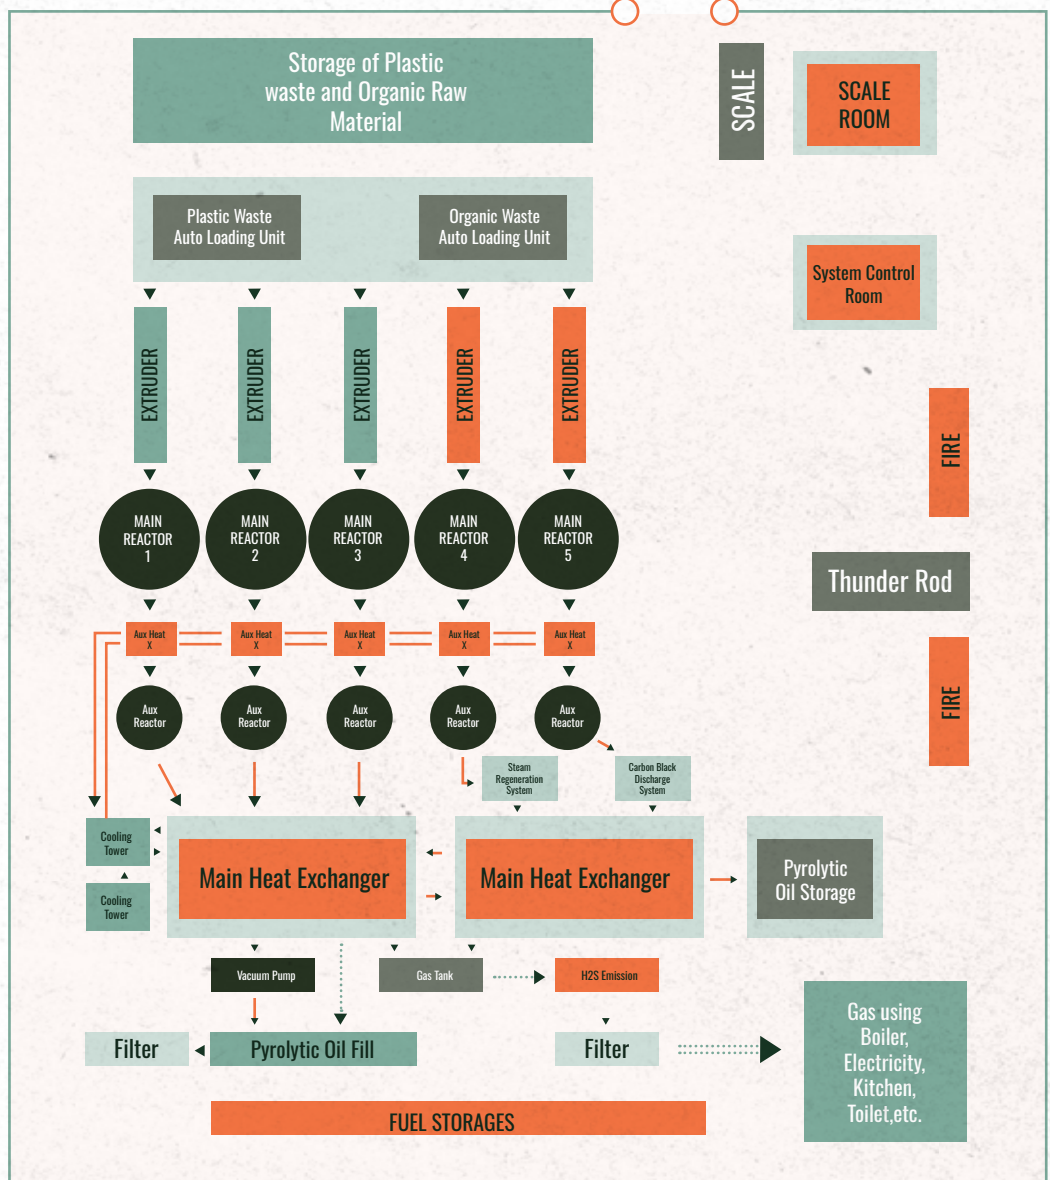 Storage of Plastic
waste and Organic Raw
Material
SCALE
SCALE
ROOM
Plastic Waste
Auto Loading Unit
Organic Waste
Auto Loading Unit
System Control
Room
EXTRUDER
EXTRUDER
EXTRUDER
EXTRUDER
EXTRUDER
FIRE
MAIN
REACTOR
1
MAIN
REACTOR
2
MAIN
REACTOR
3
MAIN
REACTOR
4
MAIN
REACTOR
5
Thunder Rod
Aux Heat
X
Aux Heat
X
Aux Heat
X
Aux Heat
X
Aux Heat
X
FIRE
Aux
Reactor
Aux
Reactor
Aux
Reactor
Aux
Reactor
Aux
Reactor
Steam
Regeneration
System
Carbon Black
Discharge
System
Cooling
Tower
Cooling
Tower
Main Heat Exchanger
Main Heat Exchanger
Pyrolytic
Oil Storage
Vacuum Pump
Gas Tank
H2S Emission
Filter
Pyrolytic Oil Fill
Filter
Gas using
Boiler,
Electricity,
Kitchen,
Toilet,etc.
FUEL STORAGES